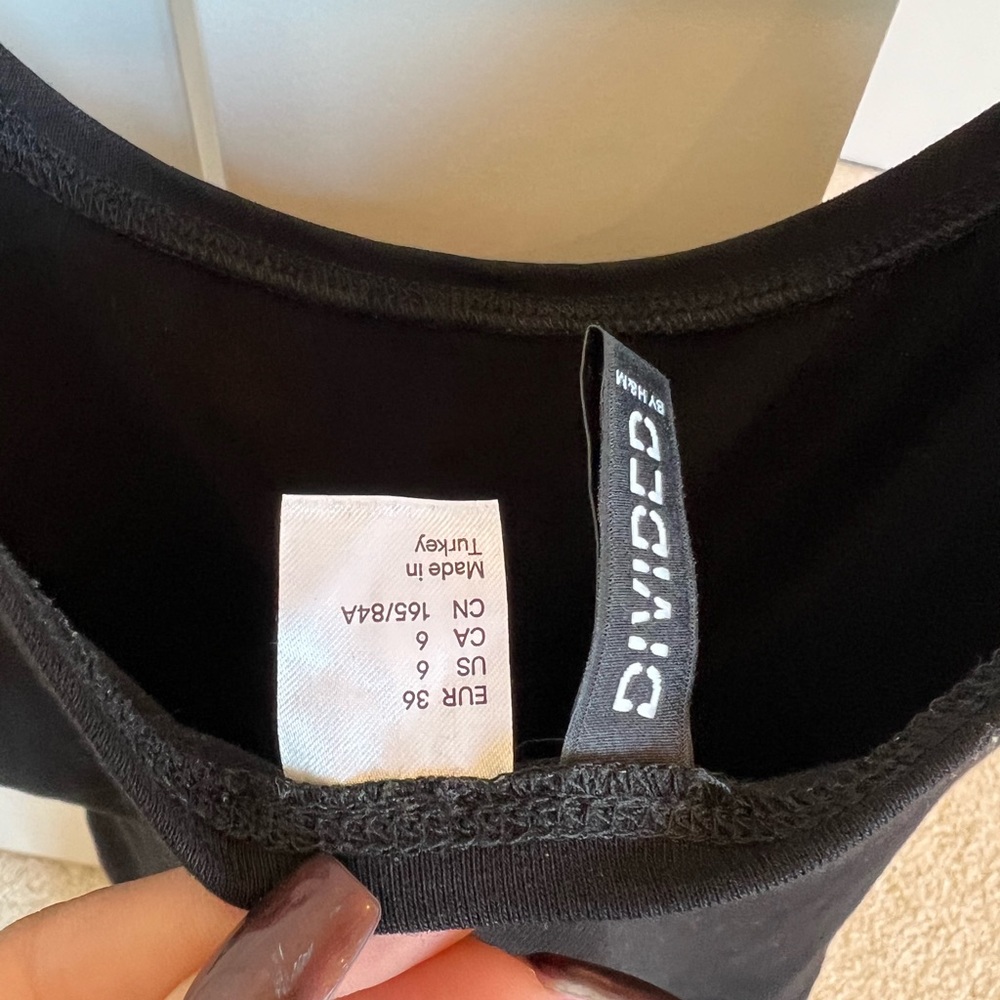 EUR 36
US 6
CA 6
CN 165/84A
Made in
Turkey
DIVIDED
BY H&M